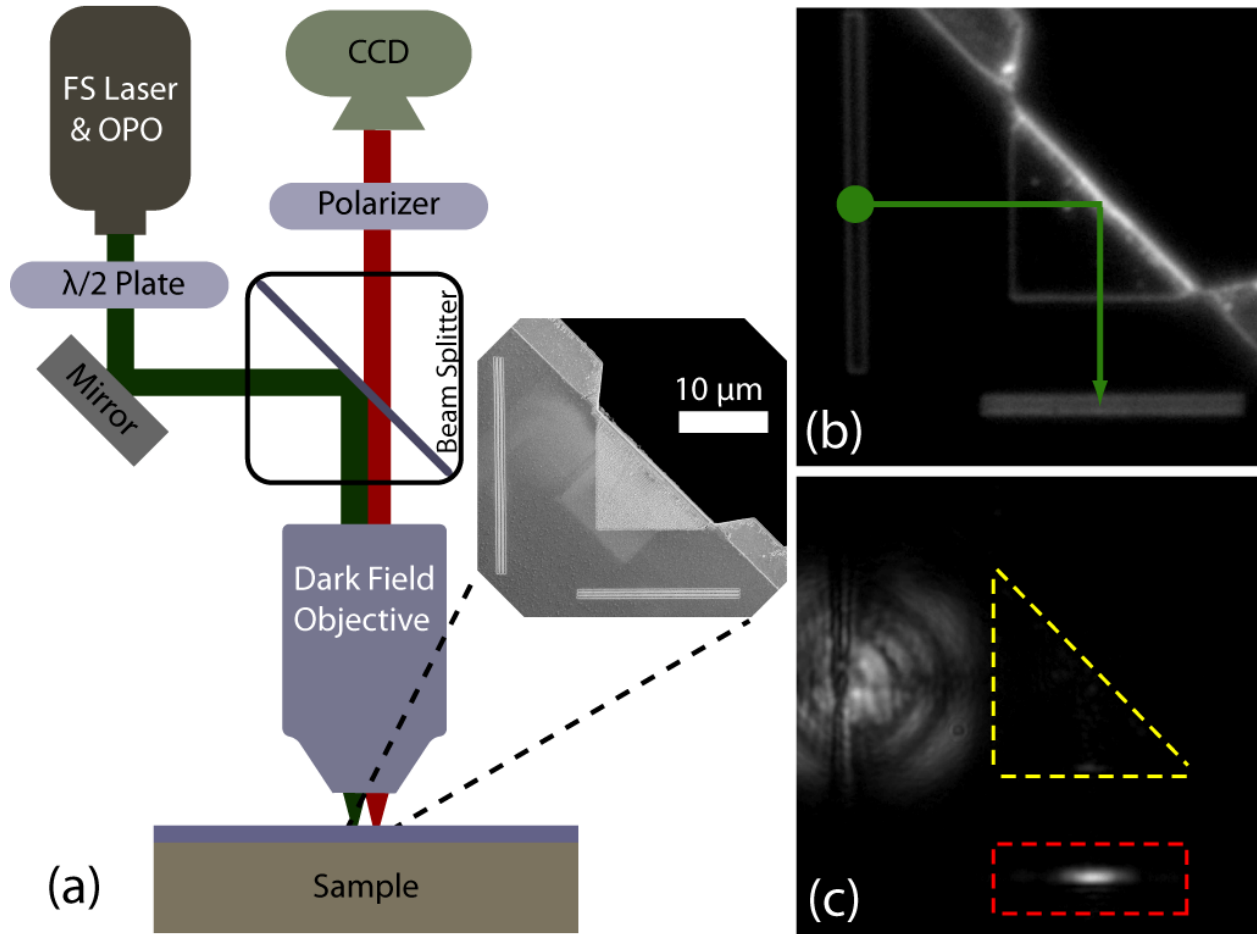 FS Laser
& OPO
CCD
Polarizer
λ/2 Plate
Mirror
Beam Splitter
10 μm
Dark Field
Objective
Sample
(a)
(b)
(c)